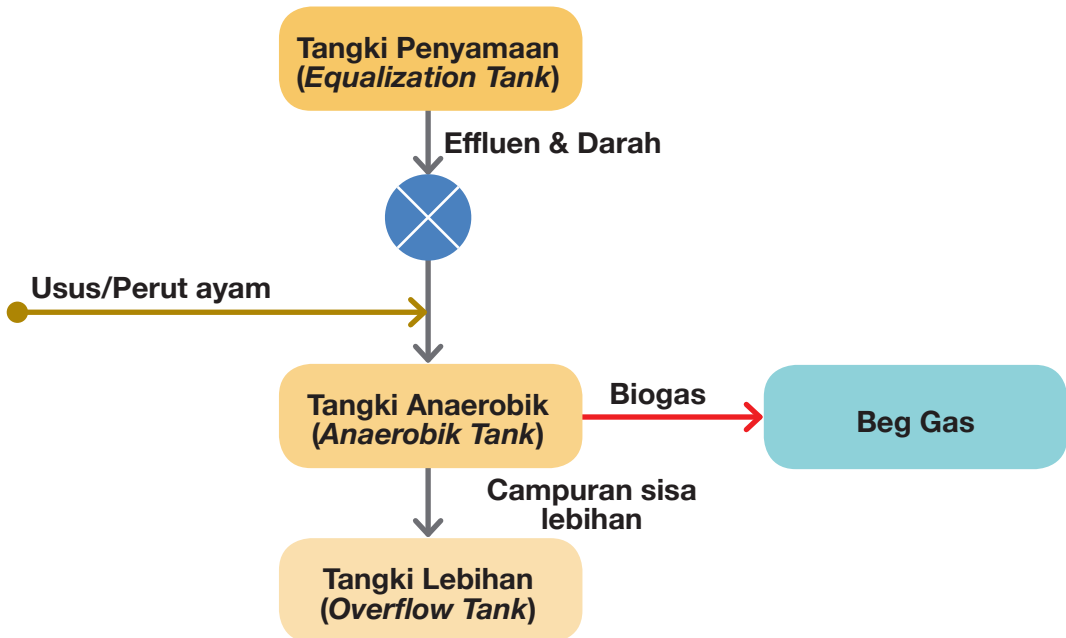 Tangki Penyamaan
(Equalization Tank)
Effluen & Darah
Usus/Perut ayam
Tangki Anaerobik
(Anaerobik Tank)
Biogas
Beg Gas
Campuran sisa
lebihan
Tangki Lebihan
(Overflow Tank)